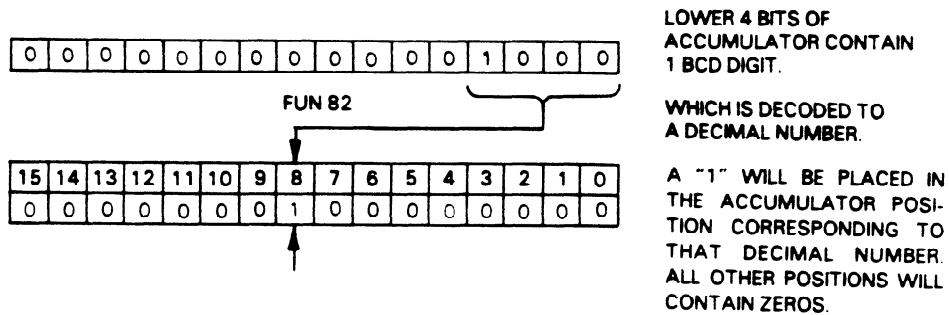 LOWER 4 BITS OF
ACCUMULATOR CONTAIN
1 BCD DIGIT.
0 0 0 0 0 0 0 0 0 0 0 0 1 0 0 0
FUN 82
WHICH IS DECODED TO
A DECIMAL NUMBER.
15 14 13 12 11 10 9 8 7 6 5 4 3 2 1 0
0 0 0 0 0 0 0 1 0 0 0 0 0 0 0 0
A "1" WILL BE PLACED IN
THE ACCUMULATOR POSI-
TION CORRESPONDING TO
THAT DECIMAL NUMBER.
ALL OTHER POSITIONS WILL
CONTAIN ZEROS.